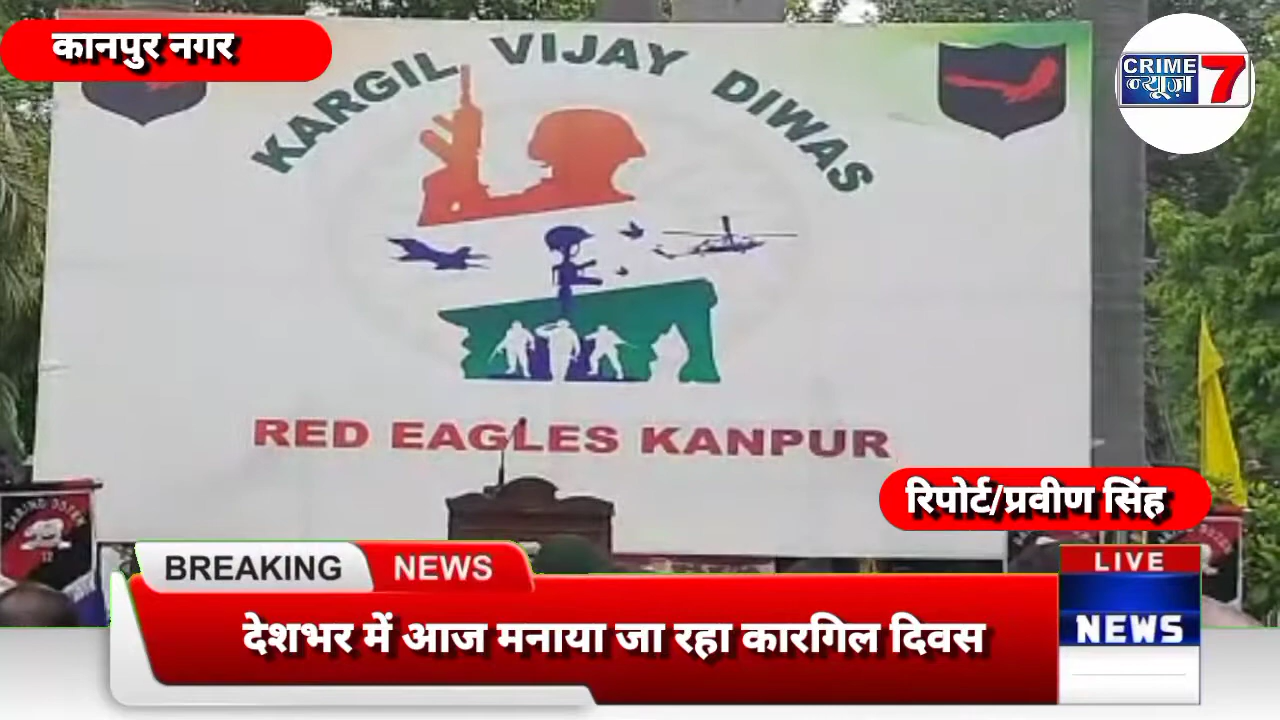 कानपुर नगर
CRIME
न्यूज़ 7
KARGIL VIJAY DIWAS
RED EAGLES KANPUR
रिपोर्ट/प्रवीण सिंह
12
BREAKING NEWS
LIVE
NEWS
देशभर में आज मनाया जा रहा कारगिल दिवस